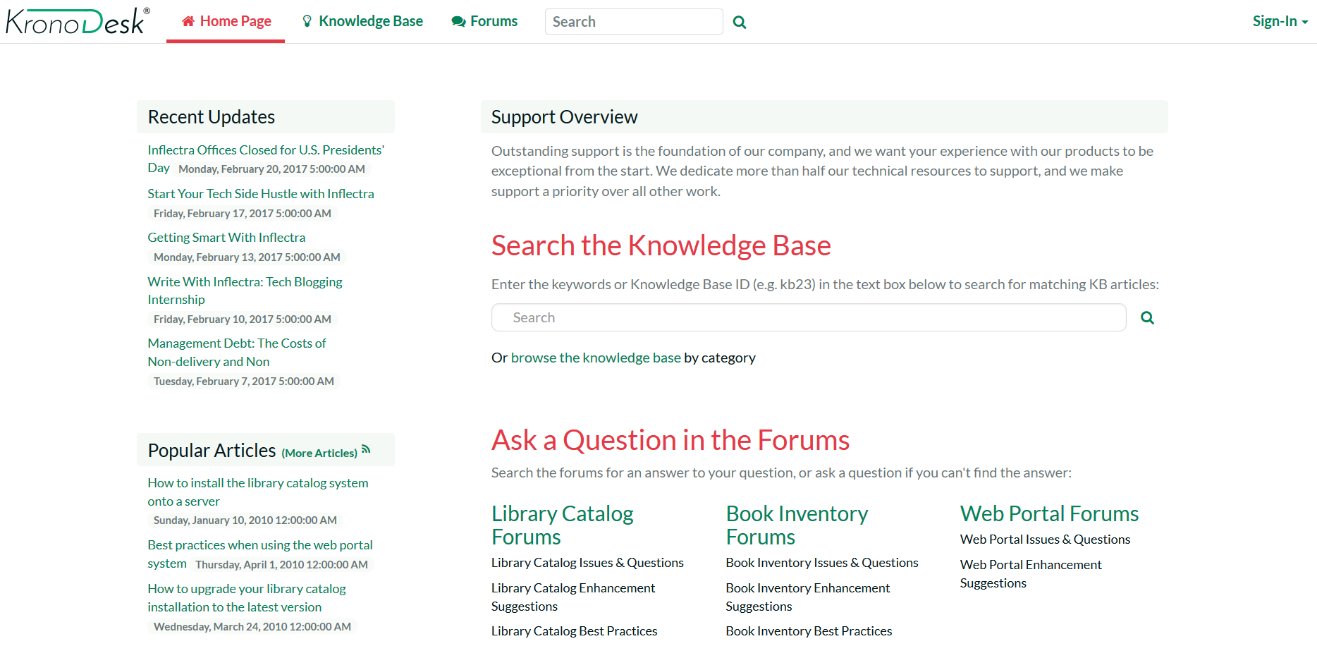 KronoDesk®
Home Page
Knowledge Base
Forums
Search
Sign-In
Recent Updates
Inflectra Offices Closed for U.S. Presidents'
Day Monday, February 20, 2017 5:00:00 AM
Start Your Tech Side Hustle with Inflectra
Friday, February 17, 2017 5:00:00 AM
Getting Smart With Inflectra
Monday, February 13, 2017 5:00:00 AM
Write With Inflectra: Tech Blogging
Internship
Friday, February 10, 2017 5:00:00 AM
Management Debt: The Costs of
Non-delivery and Non
Tuesday, February 7, 2017 5:00:00 AM
Popular Articles (More Articles)
How to install the library catalog system
onto a server
Sunday, January 10, 2010 12:00:00 AM
Best practices when using the web portal
system Thursday, April 1, 2010 12:00:00 AM
How to upgrade your library catalog
installation to the latest version
Wednesday, March 24, 2010 12:00:00 AM
Support Overview
Outstanding support is the foundation of our company, and we want your experience with our products to be
exceptional from the start. We dedicate more than half our technical resources to support, and we make
support a priority over all other work.
Search the Knowledge Base
Enter the keywords or Knowledge Base ID (e.g. kb23) in the text box below to search for matching KB articles:
Search
Or browse the knowledge base by category
Ask a Question in the Forums
Search the forums for an answer to your question, or ask a question if you can't find the answer:
Library Catalog
Forums
Library Catalog Issues & Questions
Library Catalog Enhancement
Suggestions
Library Catalog Best Practices
Book Inventory
Forums
Book Inventory Issues & Questions
Book Inventory Enhancement
Suggestions
Book Inventory Best Practices
Web Portal Forums
Web Portal Issues & Questions
Web Portal Enhancement
Suggestions